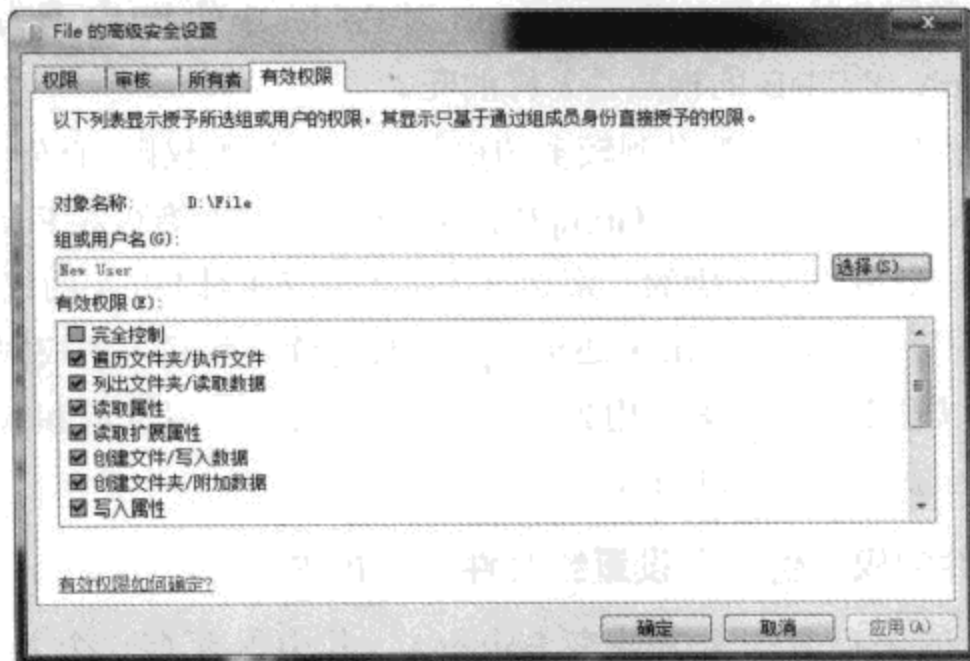 File 的高级安全设置
权限 审核 所有者 有效权限
以下列表显示授予所选组或用户的权限，其显示只基于通过组成员身份直接授予的权限。
对象名称: D:\File
组或用户名(G):
New User 选择(S)...
有效权限(E):
完全控制
遍历文件夹/执行文件
列出文件夹/读取数据
读取属性
读取扩展属性
创建文件/写入数据
创建文件夹/附加数据
写入属性
有效权限如何确定?
确定 取消 应用(A)